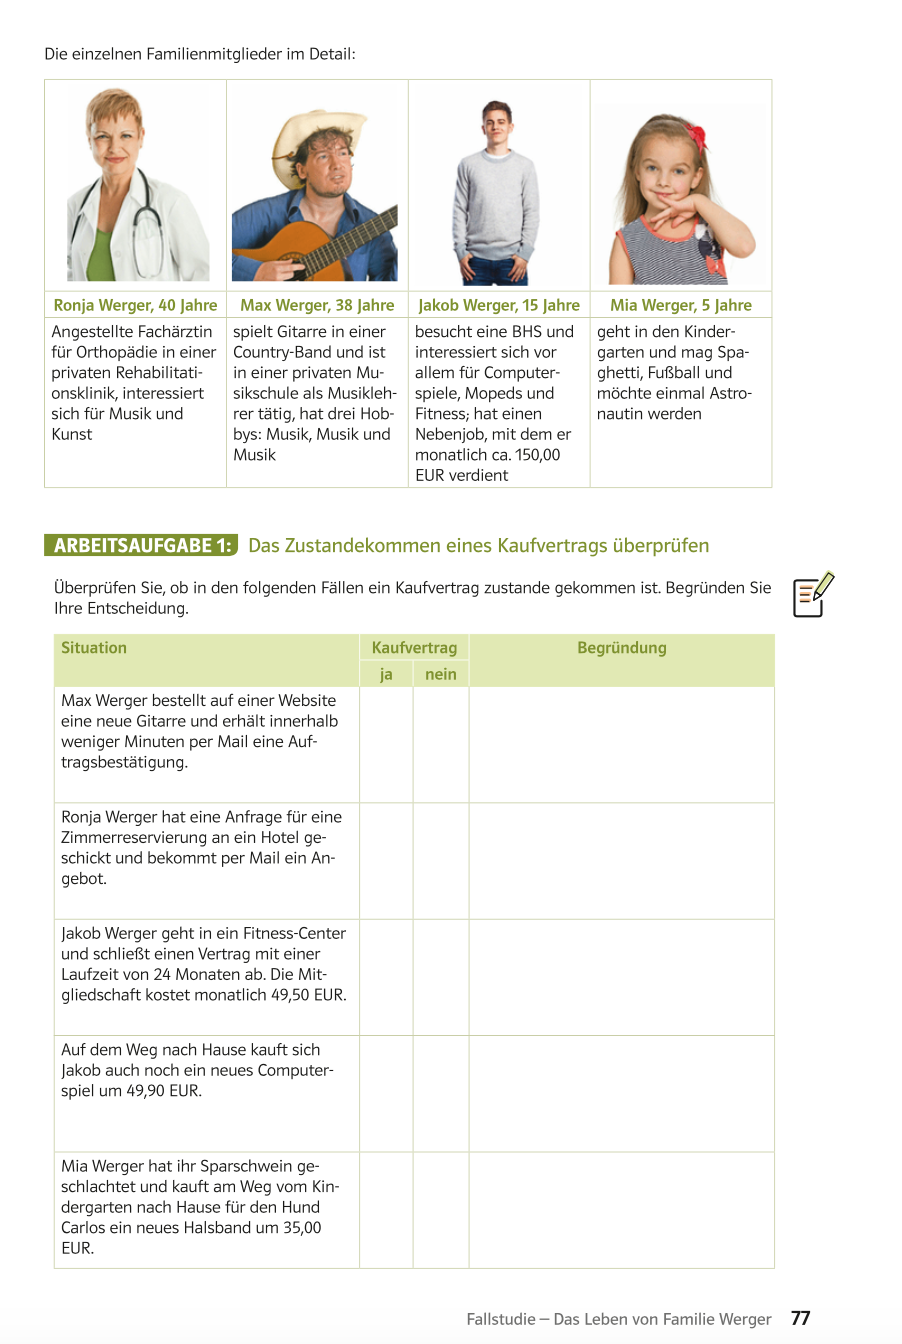 Die einzelnen Familienmitglieder im Detail:
Ronja Werger, 40 Jahre
Max Werger, 38 Jahre
Jakob Werger, 15 Jahre
Mia Werger, 5 Jahre
Angestellte Fachärztin
für Orthopädie in einer
privaten Rehabilitati-
onsklinik, interessiert
sich für Musik und
Kunst
spielt Gitarre in einer
Country-Band und ist
in einer privaten Mu-
sikschule als Musikleh-
rer tätig, hat drei Hob-
bys: Musik, Musik und
Musik
besucht eine BHS und
interessiert sich vor
allem für Computer-
spiele, Mopeds und
Fitness; hat einen
Nebenjob, mit dem er
monatlich ca. 150,00
EUR verdient
geht in den Kinder-
garten und mag Spa-
ghetti, Fußball und
möchte einmal Astro-
nautin werden
ARBEITSAUFGABE 1: Das Zustandekommen eines Kaufvertrags überprüfen
Überprüfen Sie, ob in den folgenden Fällen ein Kaufvertrag zustande gekommen ist. Begründen Sie
Ihre Entscheidung.
Situation
Kaufvertrag
Begründung
ja
nein
Max Werger bestellt auf einer Website
eine neue Gitarre und erhält innerhalb
weniger Minuten per Mail eine Auf-
tragsbestätigung.
Ronja Werger hat eine Anfrage für eine
Zimmerreservierung an ein Hotel ge-
schickt und bekommt per Mail ein An-
gebot.
Jakob Werger geht in ein Fitness-Center
und schließt einen Vertrag mit einer
Laufzeit von 24 Monaten ab. Die Mit-
gliedschaft kostet monatlich 49,50 EUR.
Auf dem Weg nach Hause kauft sich
Jakob auch noch ein neues Computer-
spiel um 49,90 EUR.
Mia Werger hat ihr Sparschwein ge-
schlachtet und kauft am Weg vom Kin-
dergarten nach Hause für den Hund
Carlos ein neues Halsband um 35,00
EUR.
Fallstudie – Das Leben von Familie Werger 77